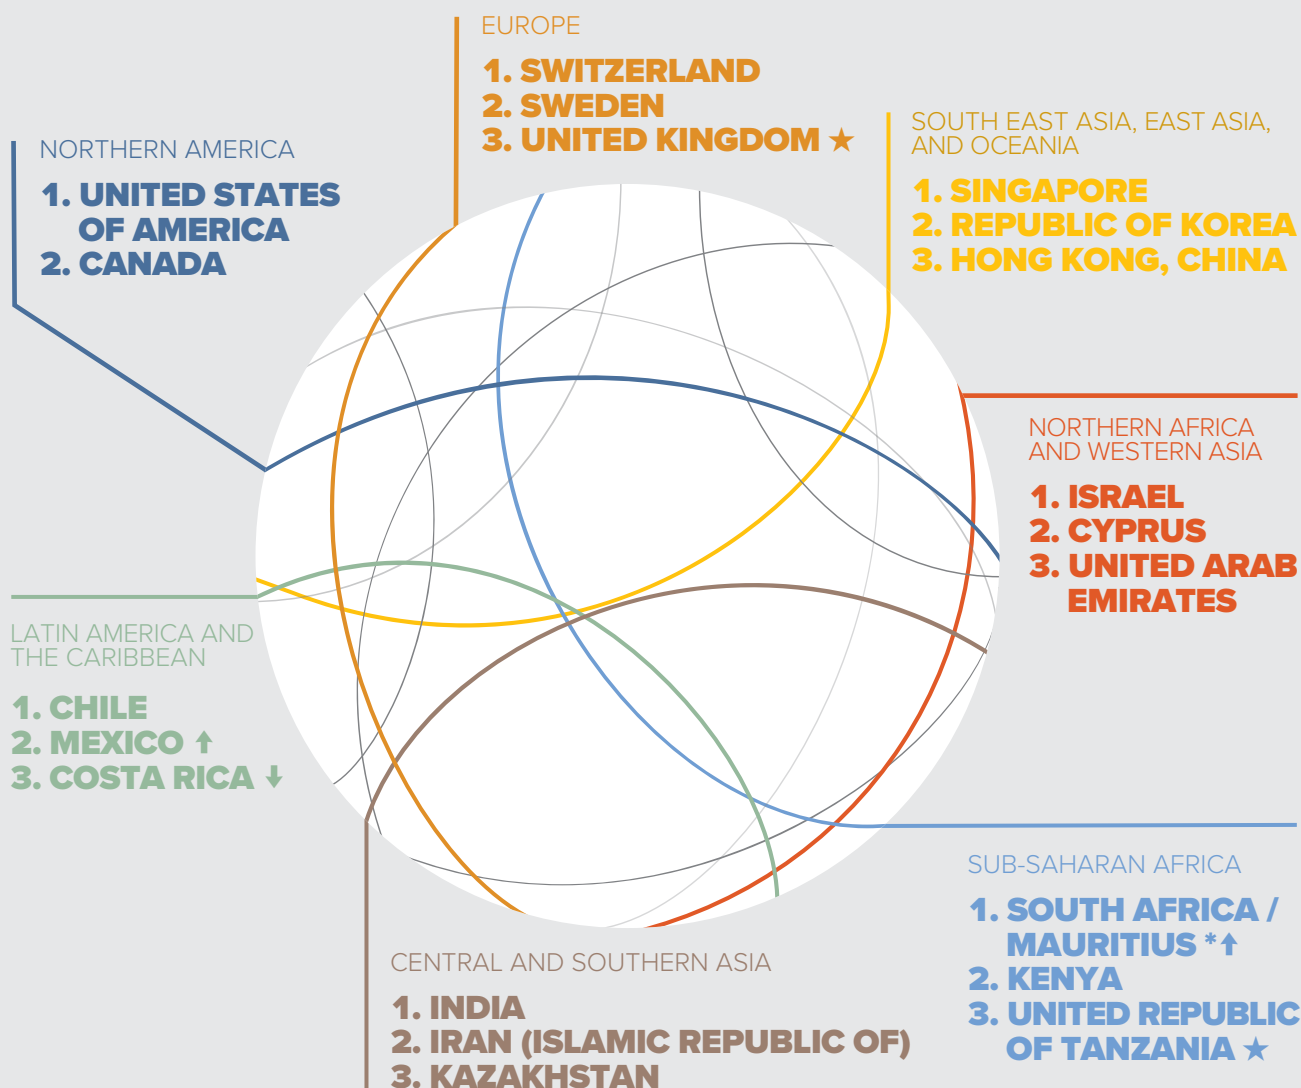 EUROPE
1. SWITZERLAND
2. SWEDEN
3. UNITED KINGDOM ★
NORTHERN AMERICA
1. UNITED STATES
OF AMERICA
2. CANADA
SOUTH EAST ASIA, EAST ASIA,
AND OCEANIA
1. SINGAPORE
2. REPUBLIC OF KOREA
3. HONG KONG, CHINA
NORTHERN AFRICA
AND WESTERN ASIA
1. ISRAEL
2. CYPRUS
3. UNITED ARAB
EMIRATES
LATIN AMERICA AND
THE CARIBBEAN
1. CHILE
2. MEXICO ⬆
3. COSTA RICA ⬇
SUB-SAHARAN AFRICA
1. SOUTH AFRICA /
MAURITIUS *⬆
2. KENYA
3. UNITED REPUBLIC
OF TANZANIA ★
CENTRAL AND SOUTHERN ASIA
1. INDIA
2. IRAN (ISLAMIC REPUBLIC OF)
3. KAZAKHSTAN